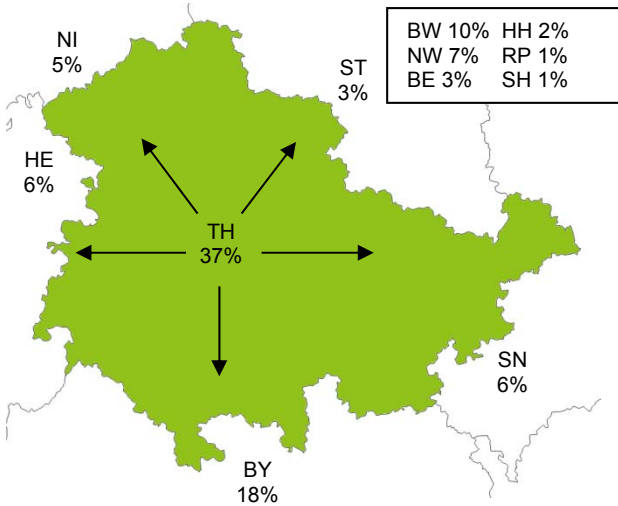 NI
5%
ST
3%
BW 10% HH 2%
NW 7% RP 1%
BE 3% SH 1%
HE
6%
TH
37%
SN
6%
BY
18%